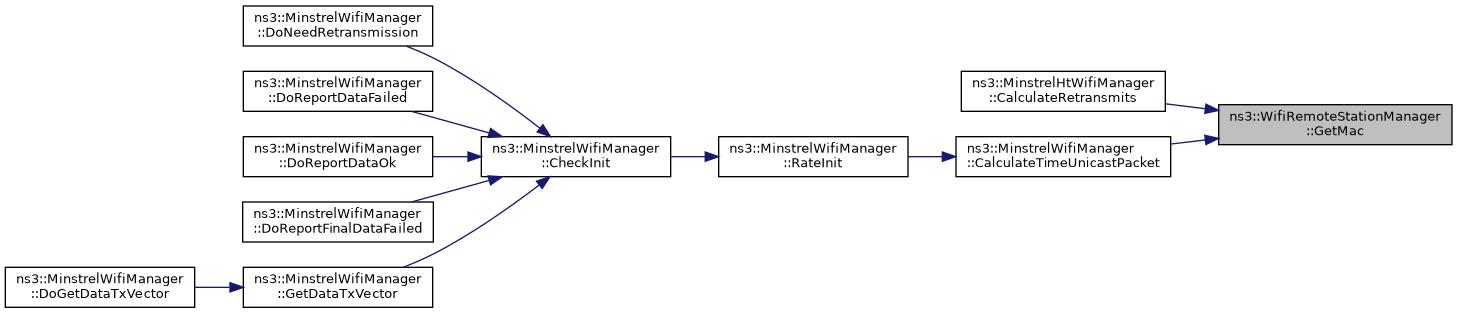 ns3::MinstrelWifiManager
::DoNeedRetransmission
ns3::MinstrelWifiManager
::DoReportDataFailed
ns3::MinstrelHtWifiManager
::CalculateRetransmits
ns3::WifiRemoteStationManager
::GetMac
ns3::MinstrelWifiManager
::DoReportDataOk
ns3::MinstrelWifiManager
::CheckInit
ns3::MinstrelWifiManager
::RateInit
ns3::MinstrelWifiManager
::CalculateTimeUnicastPacket
ns3::MinstrelWifiManager
::DoReportFinalDataFailed
ns3::MinstrelWifiManager
::DoGetDataTxVector
ns3::MinstrelWifiManager
::GetDataTxVector